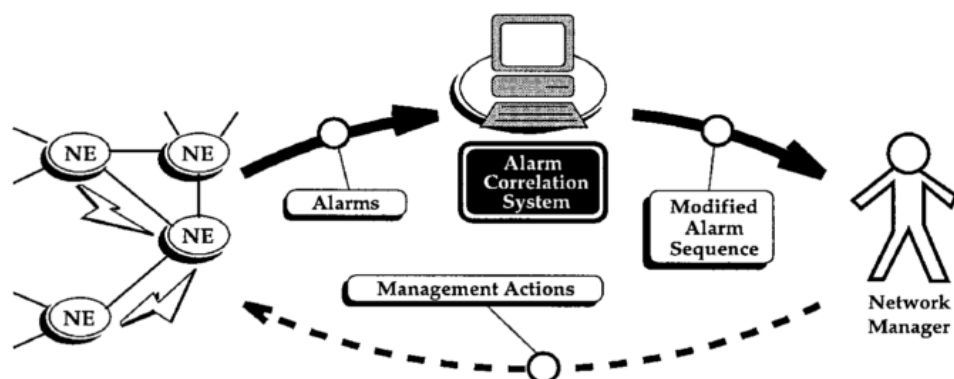 NE
NE
NE
NE
Alarms
Alarm
Correlation
System
Modified
Alarm
Sequence
Management Actions
Network
Manager